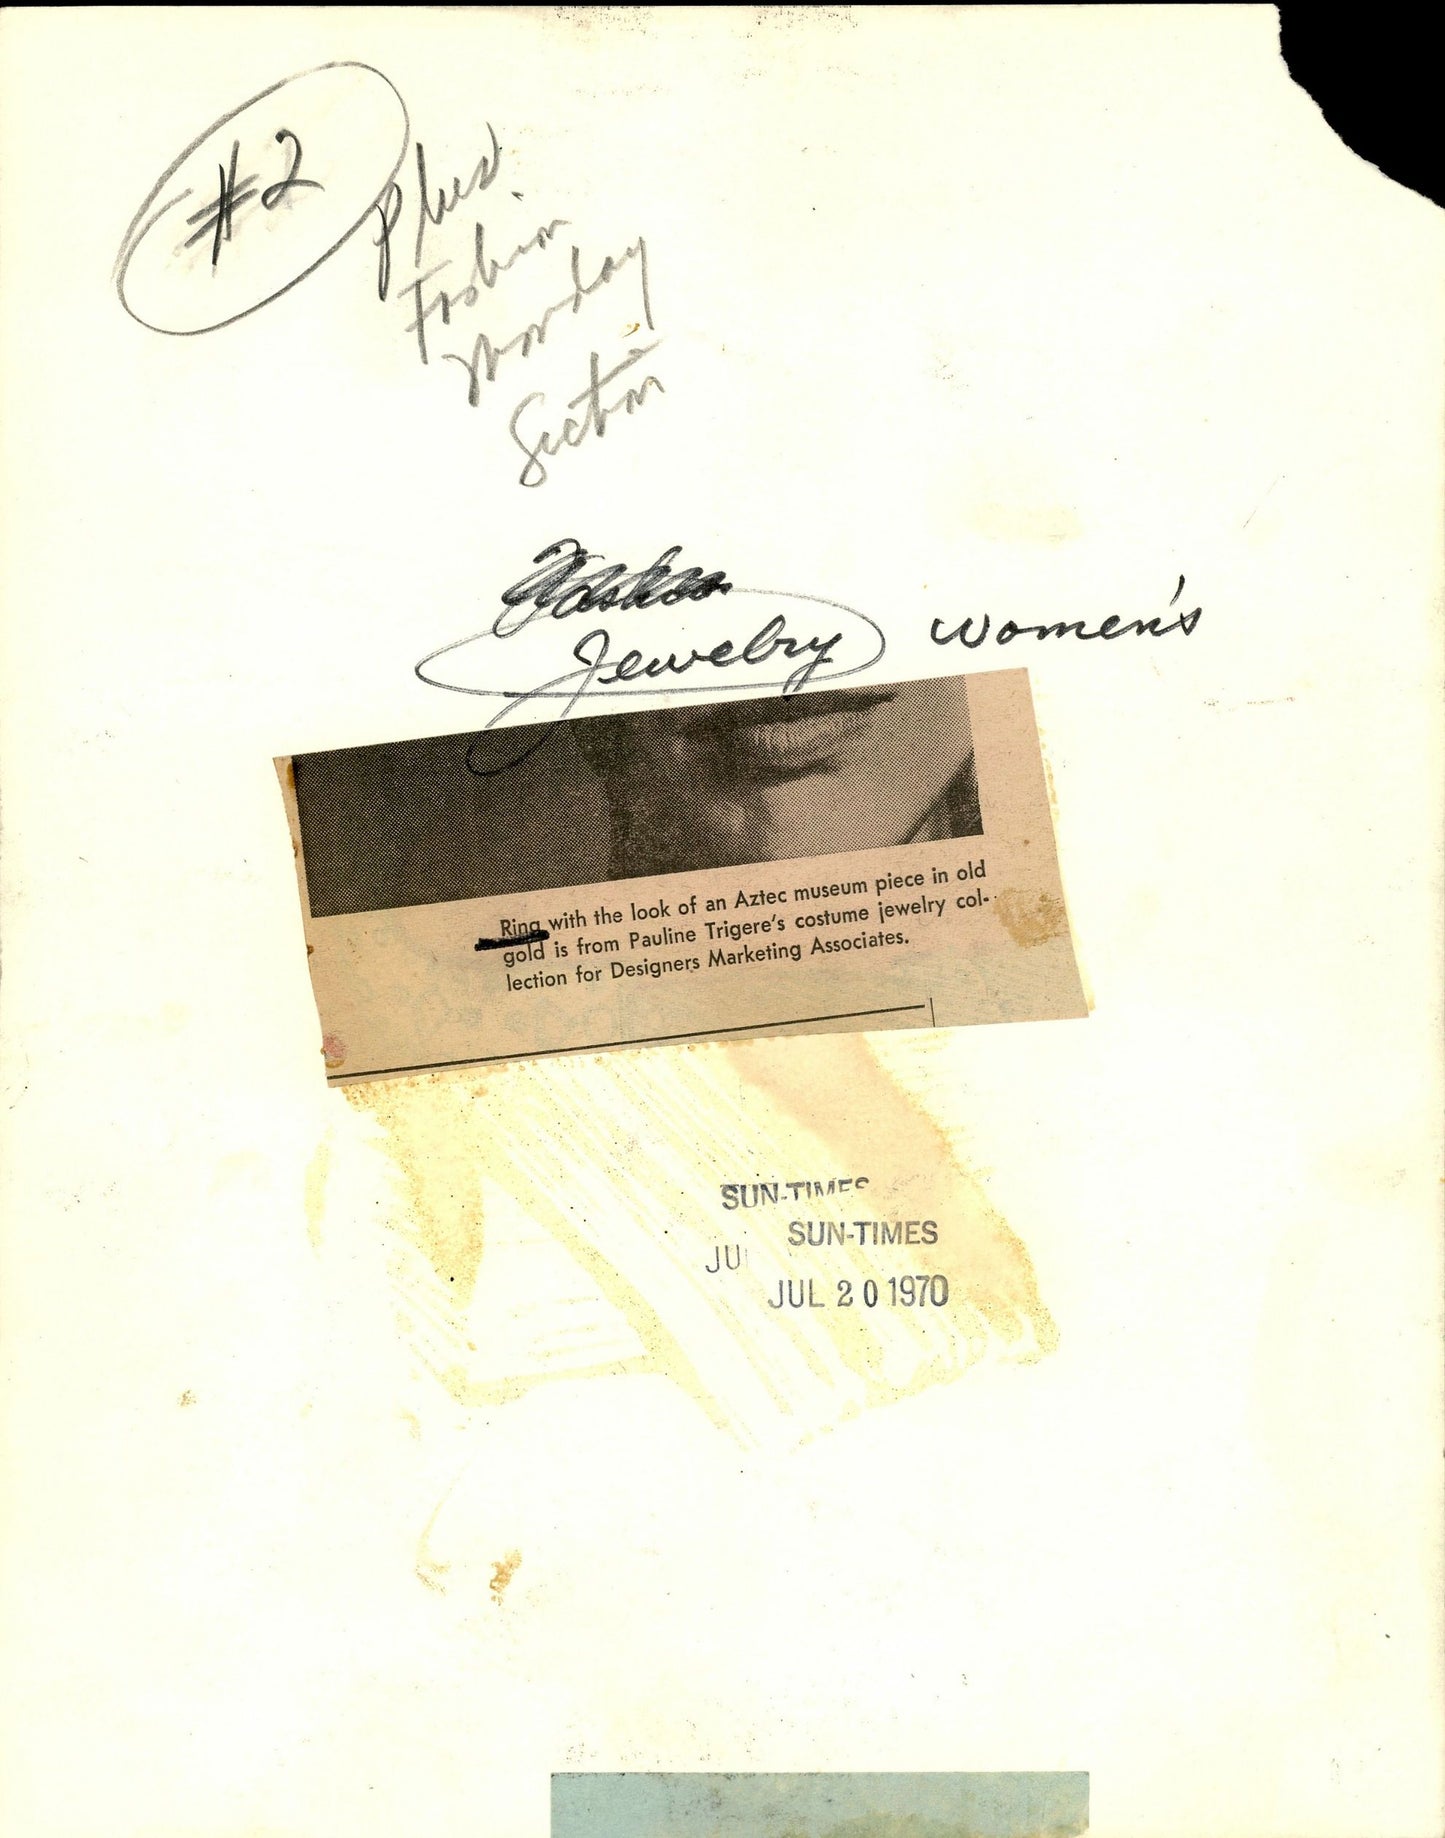 #2
Plus
Fashion
Monday
Section
Jewelry Women's
Ring with the look of an Aztec museum piece in old
gold is from Pauline Trigere's costume jewelry col-
lection for Designers Marketing Associates.
SUN-TIMES
SUN-TIMES
JUL
JUL 20 1970